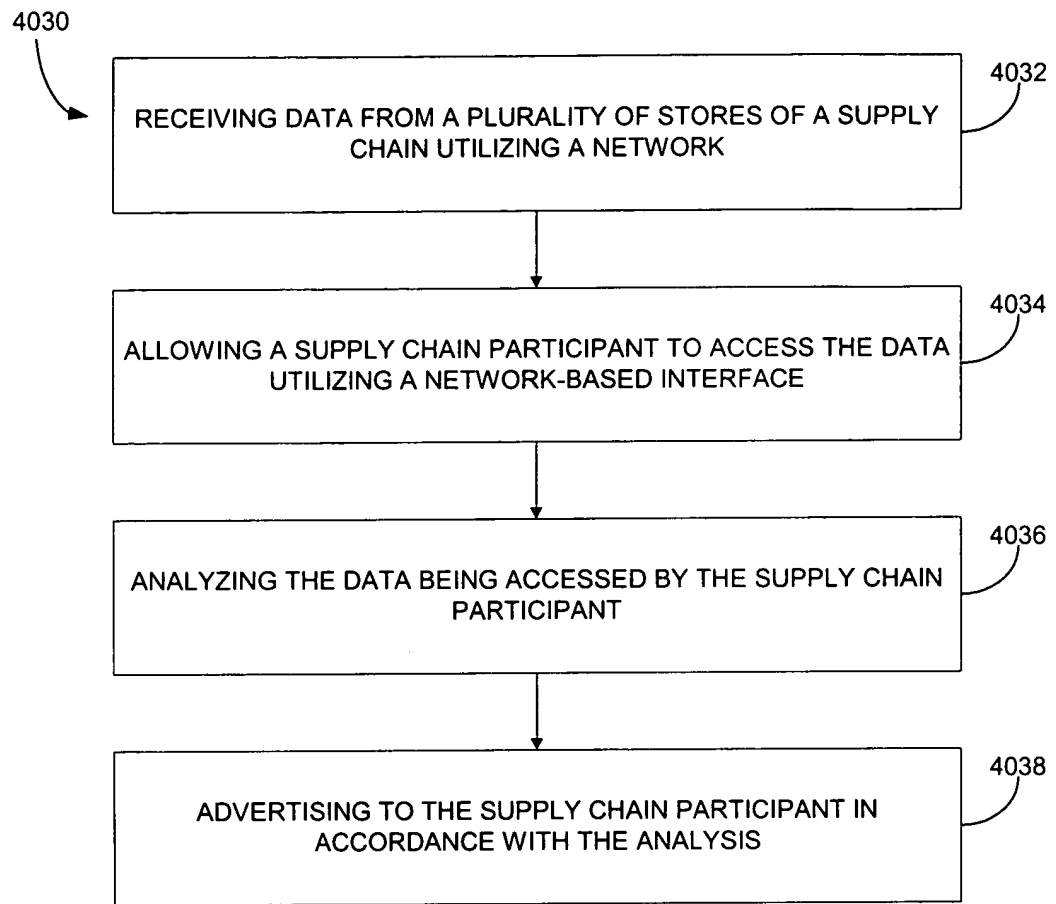 4030
4032
RECEIVING DATA FROM A PLURALITY OF STORES OF A SUPPLY
CHAIN UTILIZING A NETWORK
4034
ALLOWING A SUPPLY CHAIN PARTICIPANT TO ACCESS THE DATA
UTILIZING A NETWORK-BASED INTERFACE
4036
ANALYZING THE DATA BEING ACCESSED BY THE SUPPLY CHAIN
PARTICIPANT
4038
ADVERTISING TO THE SUPPLY CHAIN PARTICIPANT IN
ACCORDANCE WITH THE ANALYSIS